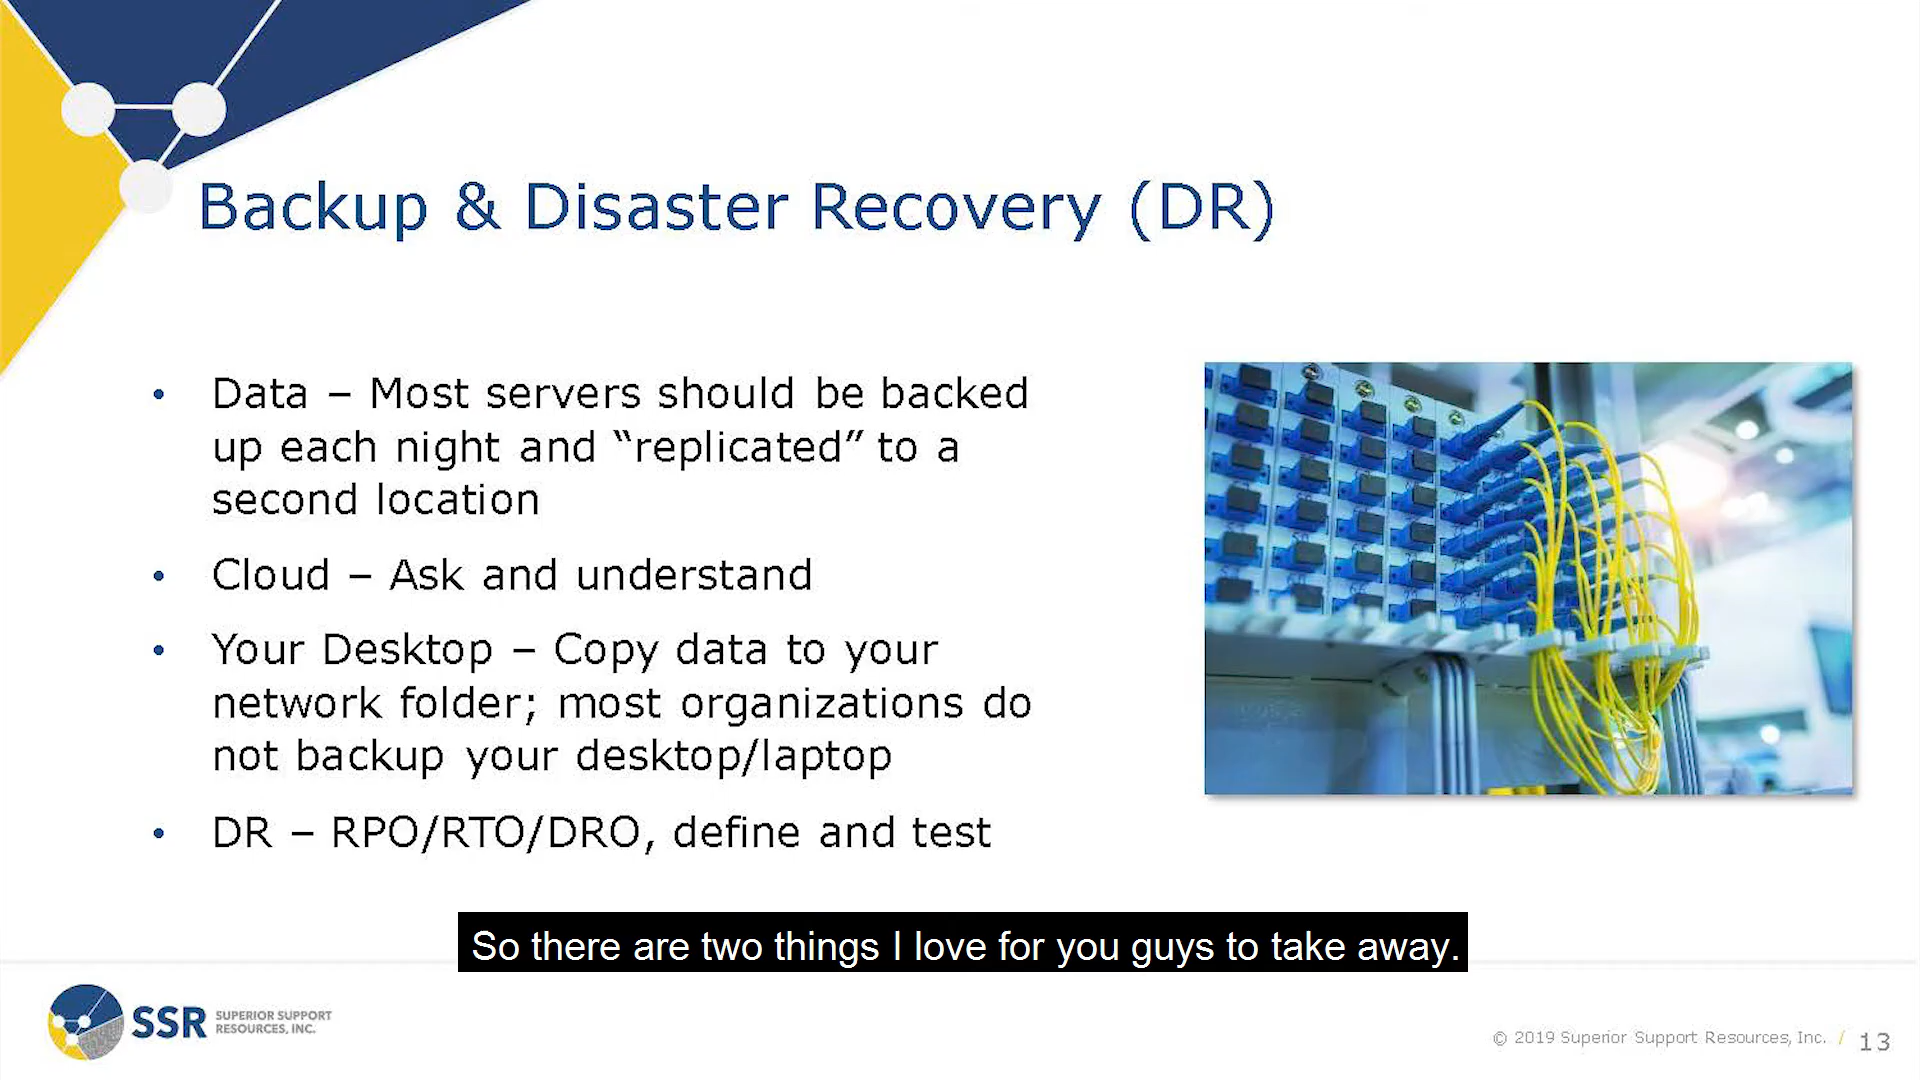 Backup & Disaster Recovery (DR)
• Data – Most servers should be backed
up each night and “replicated” to a
second location
• Cloud – Ask and understand
• Your Desktop – Copy data to your
network folder; most organizations do
not backup your desktop/laptop
• DR – RPO/RTO/DRO, define and test
So there are two things I love for you guys to take away.
SSR SUPERIOR SUPPORT
RESOURCES, INC.
© 2019 Superior Support Resources, Inc. / 13